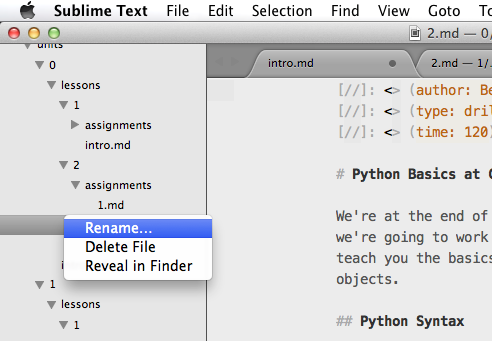 Sublime Text File Edit Selection Find View Goto
2.md — 0/
units
0
lessons
1
assignments
intro.md
2
assignments
1.md
Rename...
Delete File
Reveal in Finder
1
lessons
1
intro.md
2.md — 1/
[//]: <> (author: Be
[//]: <> (type: dril
[//]: <> (time: 120)
# Python Basics at
We're at the end of
we're going to work
teach you the basics
objects.
## Python Syntax